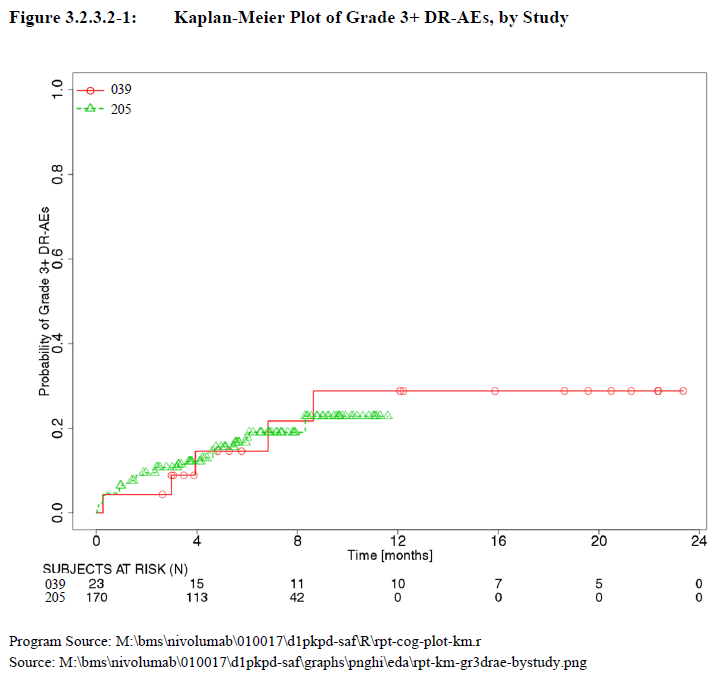 Figure 3.2.3.2-1: Kaplan-Meier Plot of Grade 3+ DR-AEs, by Study
039
205
1.0
0.8
0.6
0.4
0.2
0.0
Probability of Grade 3+ DR-AEs
0 4 8 12 16 20 24
Time [months]
SUBJECTS AT RISK (N)
039 23 15 11 10 7 5 0
205 170 113 42 0 0 0 0
Program Source: M:\bms\nivolumab\010017\d1pkpd-saf\R\rpt-cog-plot-km.r
Source: M:\bms\nivolumab\010017\d1pkpd-saf\graphs\pnghi\eda\rpt-km-gr3drae-bystudy.png